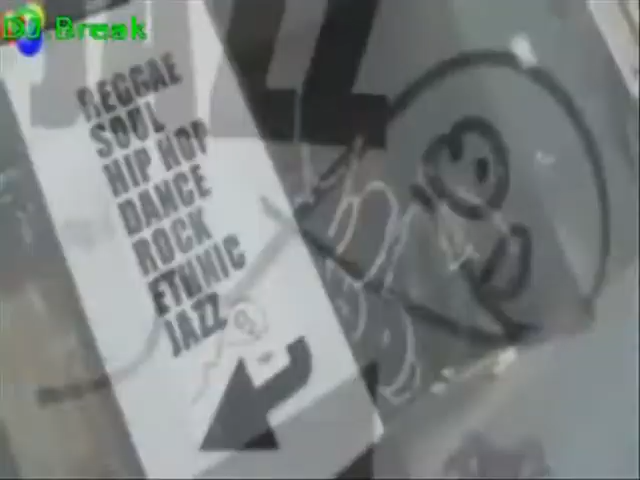 DJ Break
REGGAE
SOUL
HIP HOP
DANCE
ROCK
ETHNIC
JAZZ